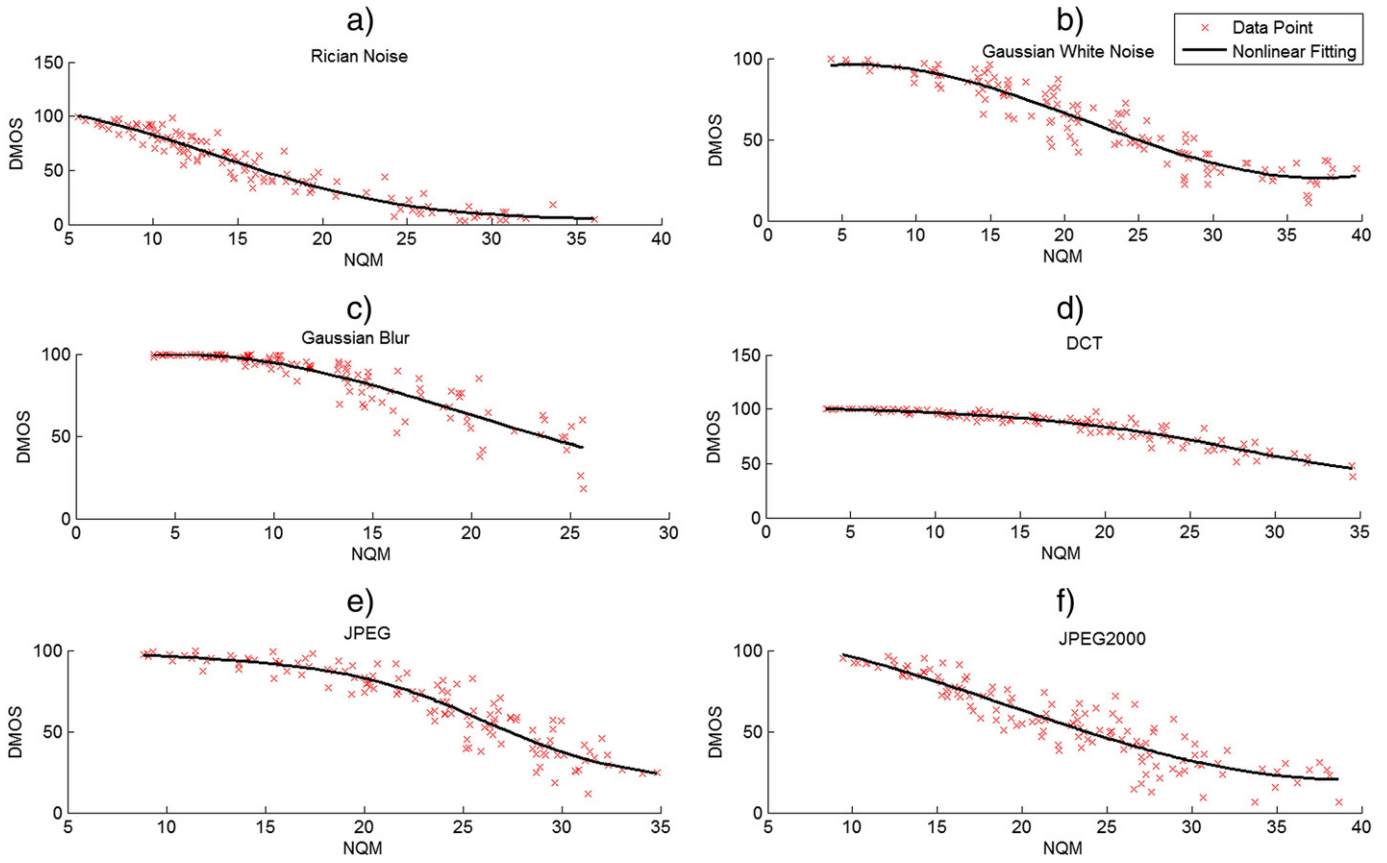 a)
Rician Noise
150
100
50
0
DMOS
5 10 15 20 25 30 35 40
NQM
b)
Gaussian White Noise
Data Point
Nonlinear Fitting
100
50
0
DMOS
0 5 10 15 20 25 30 35 40
NQM
c)
Gaussian Blur
100
50
0
DMOS
0 5 10 15 20 25 30
NQM
d)
DCT
150
100
50
0
DMOS
0 5 10 15 20 25 30 35
NQM
e)
JPEG
100
50
0
DMOS
5 10 15 20 25 30 35
NQM
f)
JPEG2000
100
50
0
DMOS
5 10 15 20 25 30 35 40
NQM